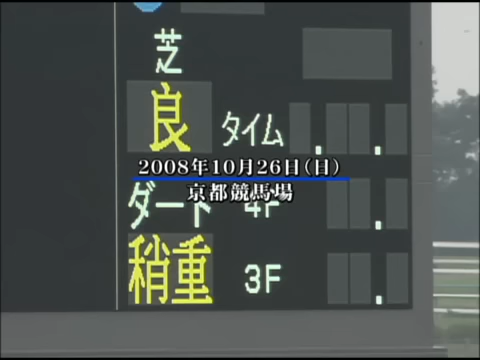 芝
良 タイム
2008年10月26日(日)
京都競馬場
ダート 4F
稍重 3F